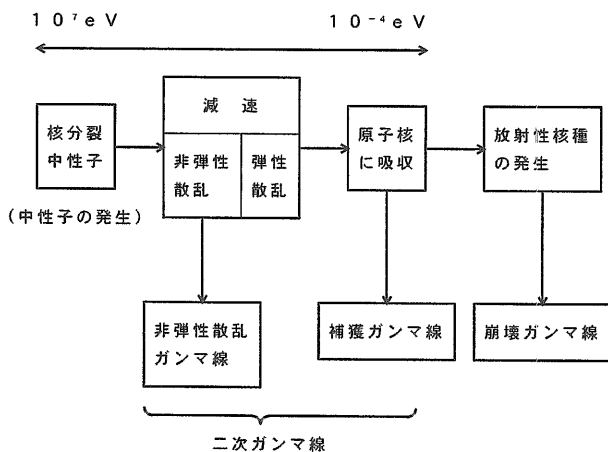 10⁷eV
10⁻⁴eV
核分裂
中性子
(中性子の発生)
減速
非弾性
散乱
弾性
散乱
原子核
に吸収
放射性核種
の発生
非弾性散乱
ガンマ線
補獲ガンマ線
崩壊ガンマ線
二次ガンマ線